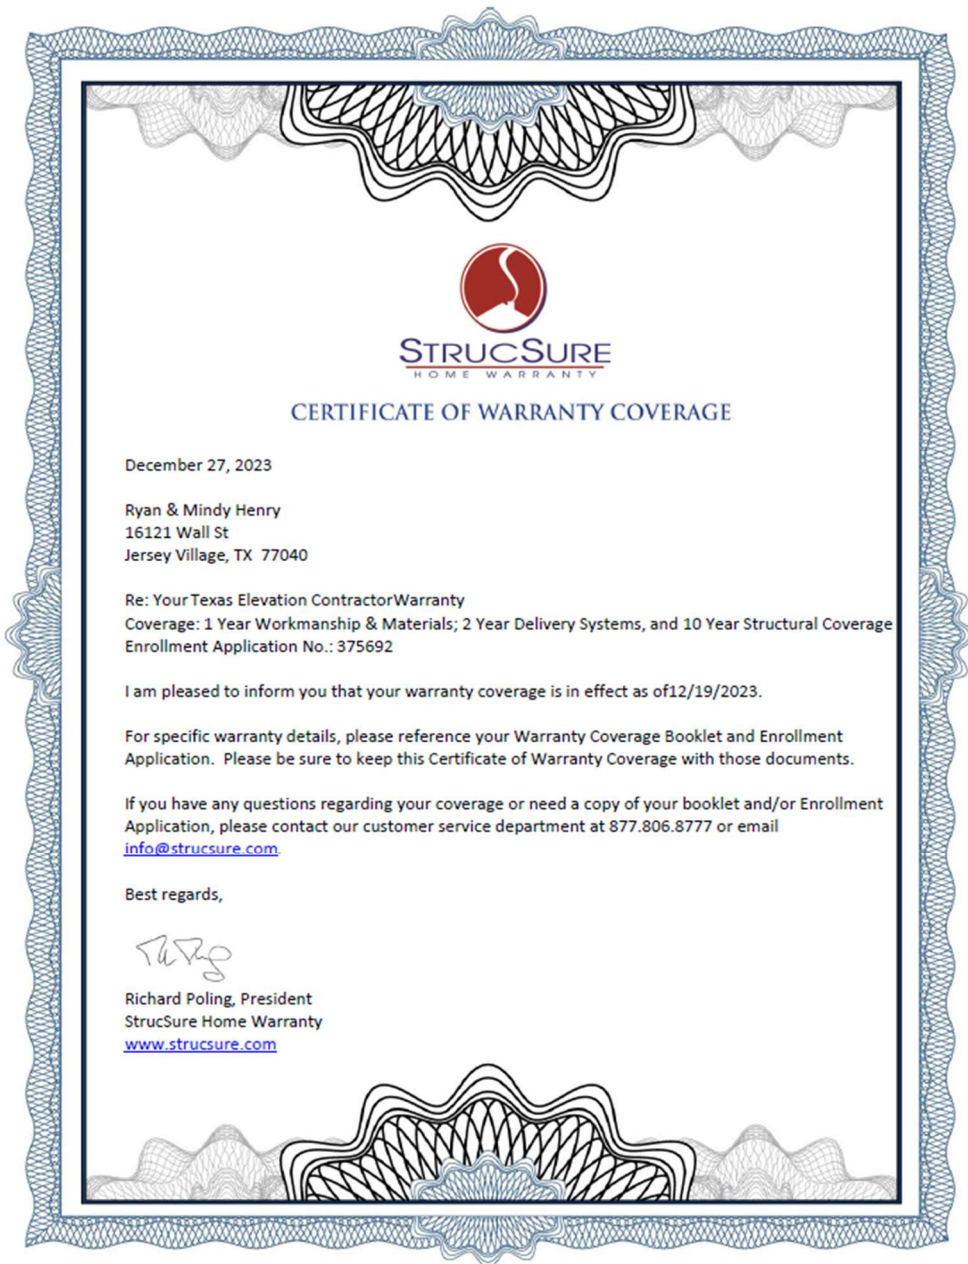 STRUCSURE
HOME WARRANTY
CERTIFICATE OF WARRANTY COVERAGE
December 27, 2023
Ryan & Mindy Henry
16121 Wall St
Jersey Village, TX  77040
Re: Your Texas Elevation ContractorWarranty
Coverage: 1 Year Workmanship & Materials; 2 Year Delivery Systems, and 10 Year Structural Coverage
Enrollment Application No.: 375692
I am pleased to inform you that your warranty coverage is in effect as of12/19/2023.
For specific warranty details, please reference your Warranty Coverage Booklet and Enrollment
Application.  Please be sure to keep this Certificate of Warranty Coverage with those documents.
If you have any questions regarding your coverage or need a copy of your booklet and/or Enrollment
Application, please contact our customer service department at 877.806.8777 or email
info@strucsure.com.
Best regards,
Richard Poling, President
StrucSure Home Warranty
www.strucsure.com